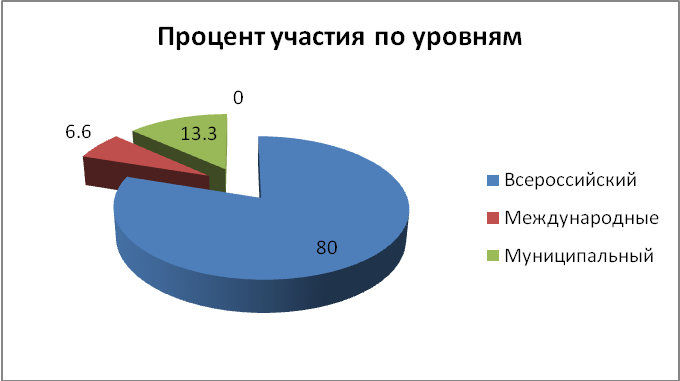 Процент участия по уровням
0
6.6
13.3
80
Всероссийский
Международные
Муниципальный